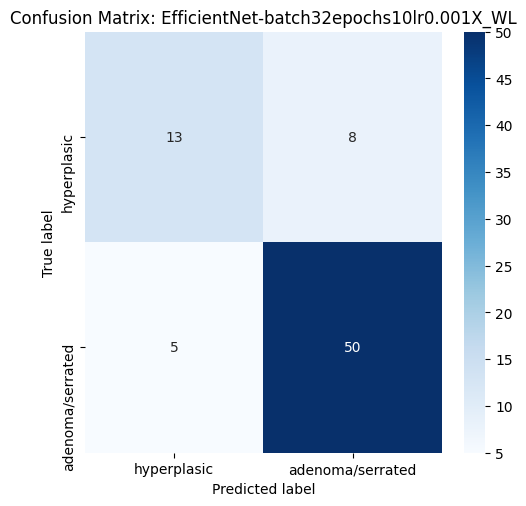 Confusion Matrix: EfficientNet-batch32epochs10lr0.001X_WL
True label
hyperplasic
adenoma/serrated
13
8
5
50
hyperplasic
adenoma/serrated
Predicted label
50
45
40
35
30
25
20
15
10
5